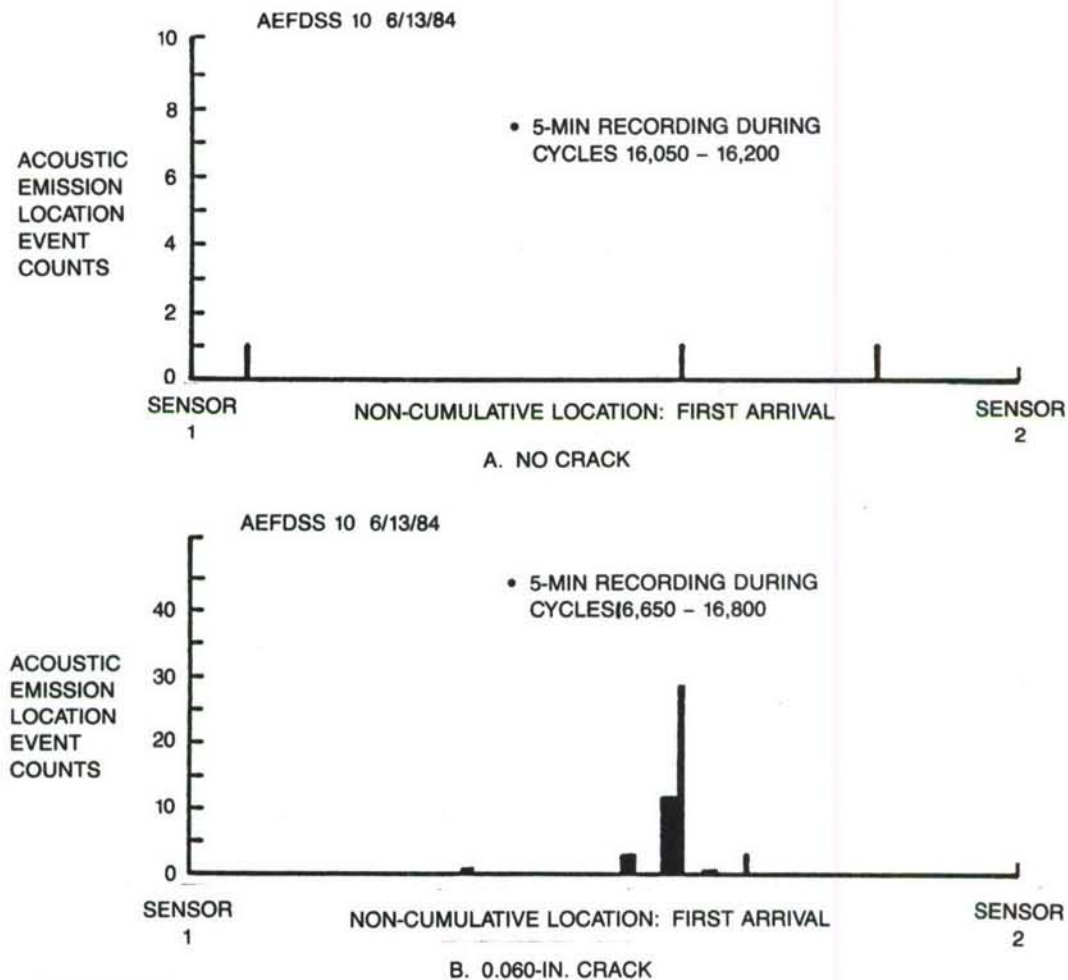 AEFDSS 10 6/13/84
10
8
6
4
2
0
ACOUSTIC
EMISSION
LOCATION
EVENT
COUNTS
• 5-MIN RECORDING DURING
CYCLES 16,050 – 16,200
SENSOR
1
NON-CUMULATIVE LOCATION: FIRST ARRIVAL
SENSOR
2
A. NO CRACK
AEFDSS 10 6/13/84
40
30
20
10
0
ACOUSTIC
EMISSION
LOCATION
EVENT
COUNTS
• 5-MIN RECORDING DURING
CYCLES 16,650 – 16,800
SENSOR
1
NON-CUMULATIVE LOCATION: FIRST ARRIVAL
SENSOR
2
B. 0.060-IN. CRACK